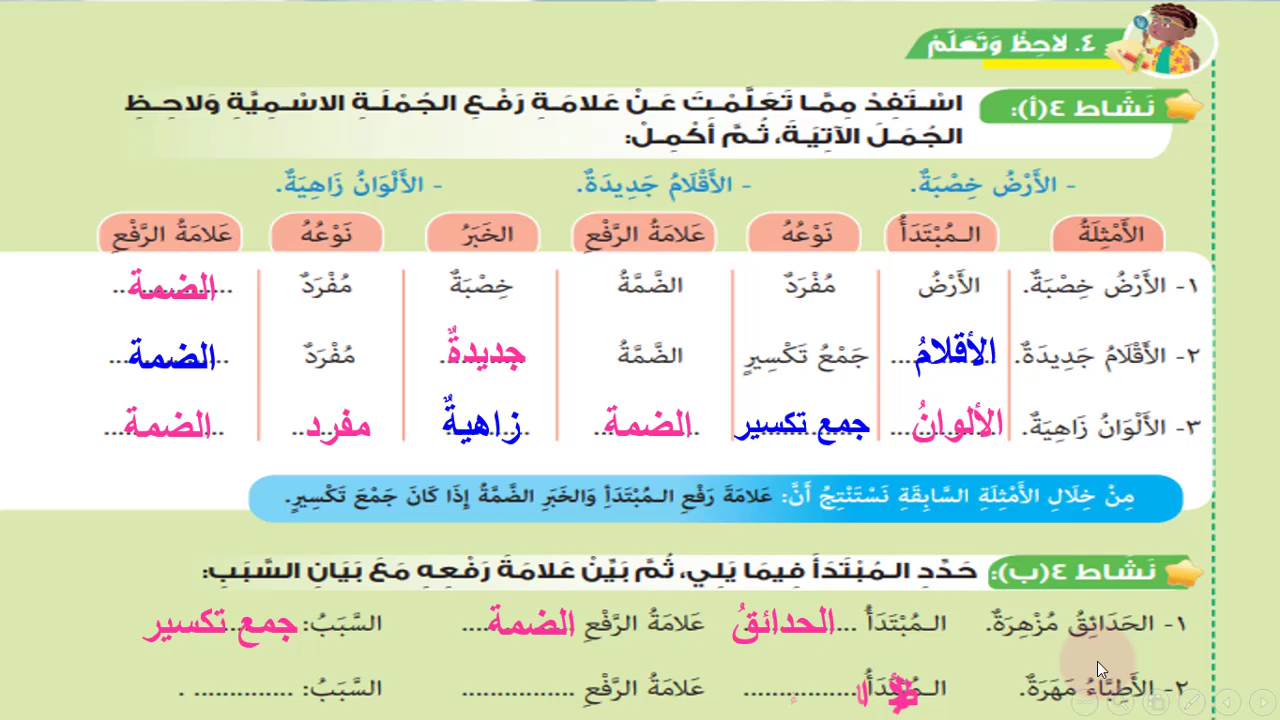 ٤. لاحِظْ وَتَعَلَّمْ
نَشَاط ٤(أ): اسْتَفِدْ مِمَّا تَعَلَّمْتَ عَنْ عَلامَةِ رَفْعِ الجُمْلَةِ الاسْمِيَّةِ وَلاحِظِ
الجُمَلَ الآتِيَةَ، ثُمَّ أَكْمِلْ:
- الأَرْضُ خِصْبَةٌ. - الأَقْلَامُ جَدِيدَةٌ. - الأَلْوَانُ زَاهِيَةٌ.
الأَمْثِلَةُ المُبْتَدَأُ نَوْعُهُ عَلامَةُ الرَّفْعِ الخَبَرُ نَوْعُهُ عَلامَةُ الرَّفْعِ
١- الأَرْضُ خِصْبَةٌ. الأَرْضُ مُفْرَدٌ الضَّمَّةُ خِصْبَةٌ مُفْرَدٌ الضمة
٢- الأَقْلَامُ جَدِيدَةٌ. الأقلامُ جَمْعُ تَكْسِيرٍ الضَّمَّةُ جديدةٌ مُفْرَدٌ الضمة
٣- الأَلْوَانُ زَاهِيَةٌ. الألوانُ جمع تكسير الضمة زاهيةٌ مفرد الضمة
مِنْ خِلَالِ الأَمْثِلَةِ السَّابِقَةِ نَسْتَنْتِجُ أَنَّ: عَلامَةَ رَفْعِ المُبْتَدَأِ وَالخَبَرِ الضَّمَّةُ إِذَا كَانَ جَمْعَ تَكْسِيرٍ.
نَشَاط ٤(ب): حَدِّدِ المُبْتَدَأَ فِيمَا يَلِي، ثُمَّ بَيِّنْ عَلامَةَ رَفْعِهِ مَعَ بَيَانِ السَّبَبِ:
١- الحَدَائِقُ مُزْهِرَةٌ. المُبْتَدَأُ ... الحدائقُ عَلامَةُ الرَّفْعِ الضمة .... السَّبَبُ: جمع تكسير
٢- الأَطِبَّاءُ مَهَرَةٌ. المُبْتَدَأُ ................ عَلامَةُ الرَّفْعِ ................ السَّبَبُ: .............. .